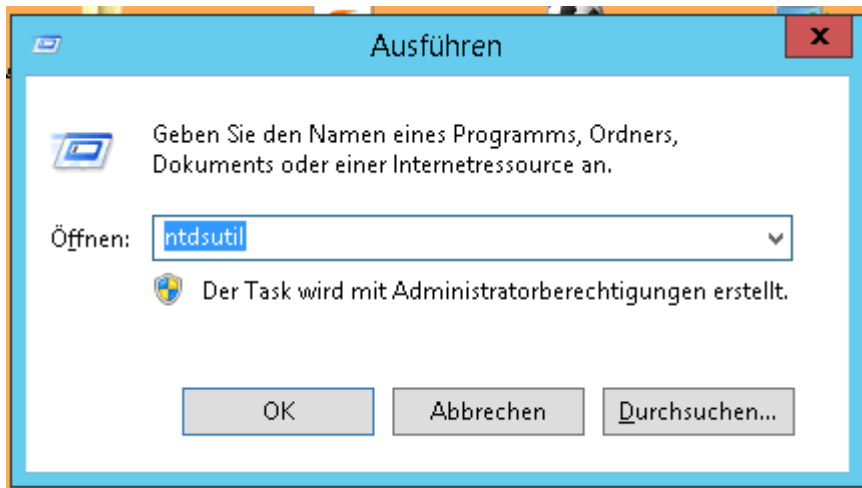 Ausführen
x
Geben Sie den Namen eines Programms, Ordners,
Dokuments oder einer Internetressource an.
Öffnen: ntdsutil
Der Task wird mit Administratorberechtigungen erstellt.
OK Abbrechen Durchsuchen...